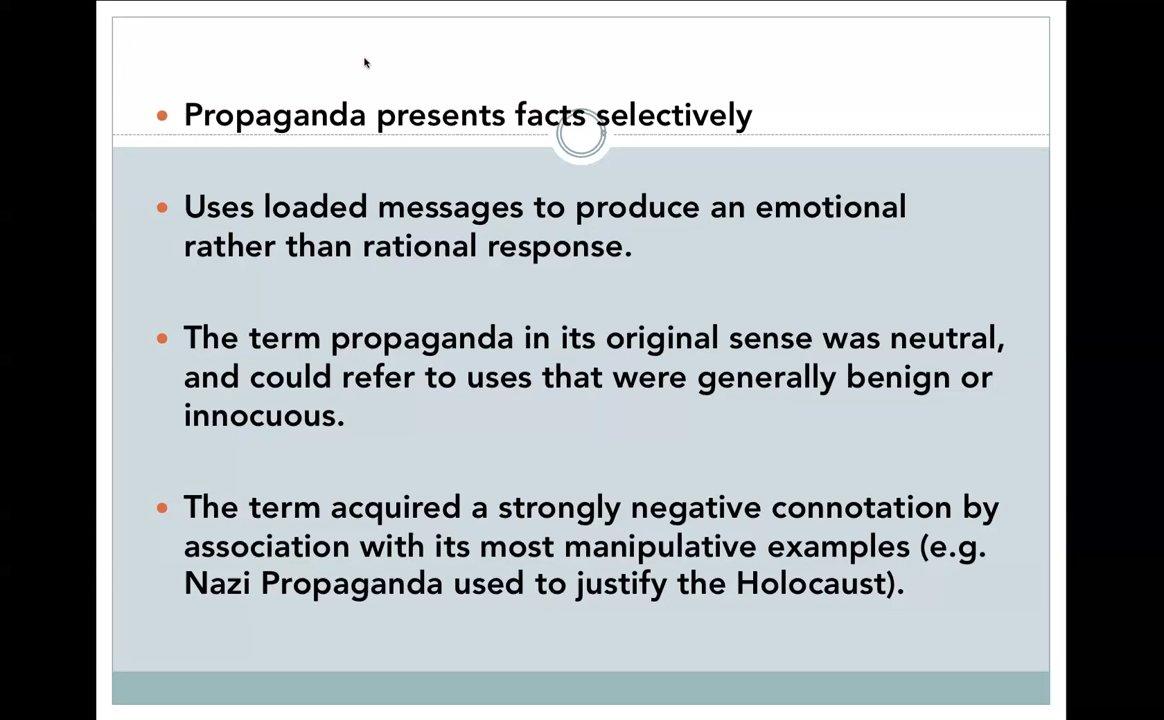 • Propaganda presents facts selectively
• Uses loaded messages to produce an emotional
rather than rational response.
• The term propaganda in its original sense was neutral,
and could refer to uses that were generally benign or
innocuous.
• The term acquired a strongly negative connotation by
association with its most manipulative examples (e.g.
Nazi Propaganda used to justify the Holocaust).